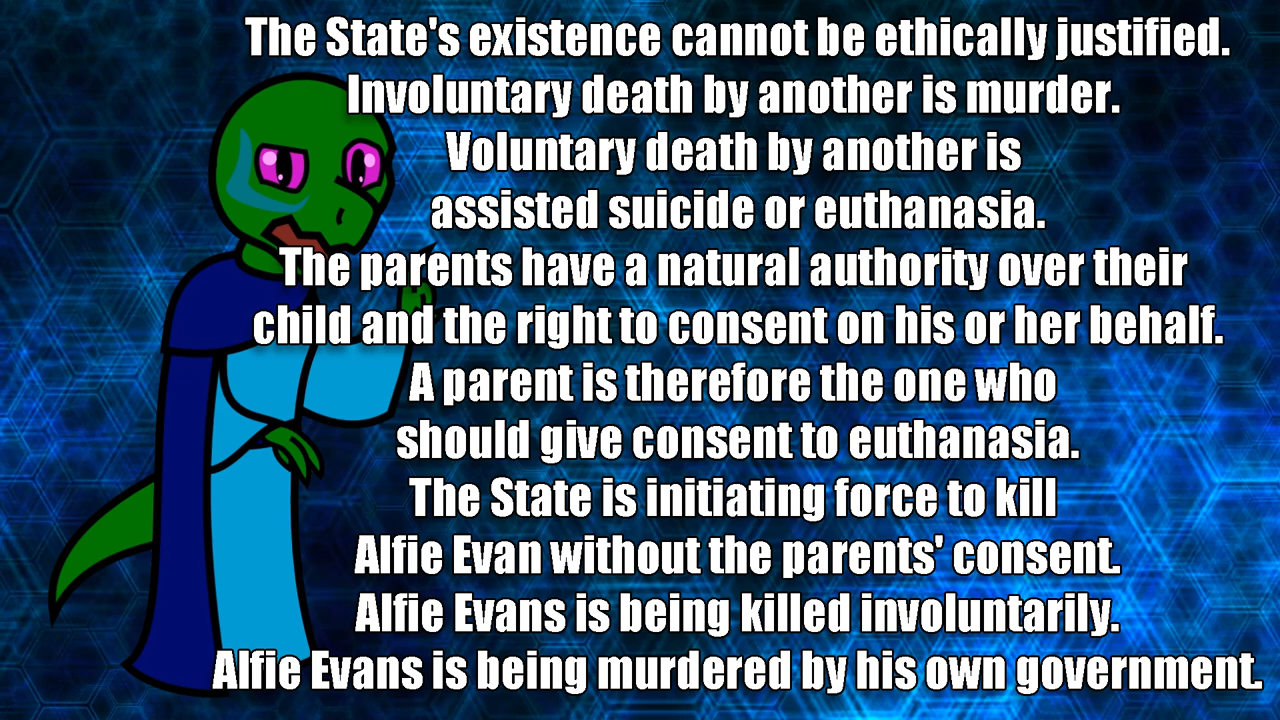 The State's existence cannot be ethically justified.
Involuntary death by another is murder.
Voluntary death by another is
assisted suicide or euthanasia.
The parents have a natural authority over their
child and the right to consent on his or her behalf.
A parent is therefore the one who
should give consent to euthanasia.
The State is initiating force to kill
Alfie Evan without the parents' consent.
Alfie Evans is being killed involuntarily.
Alfie Evans is being murdered by his own government.